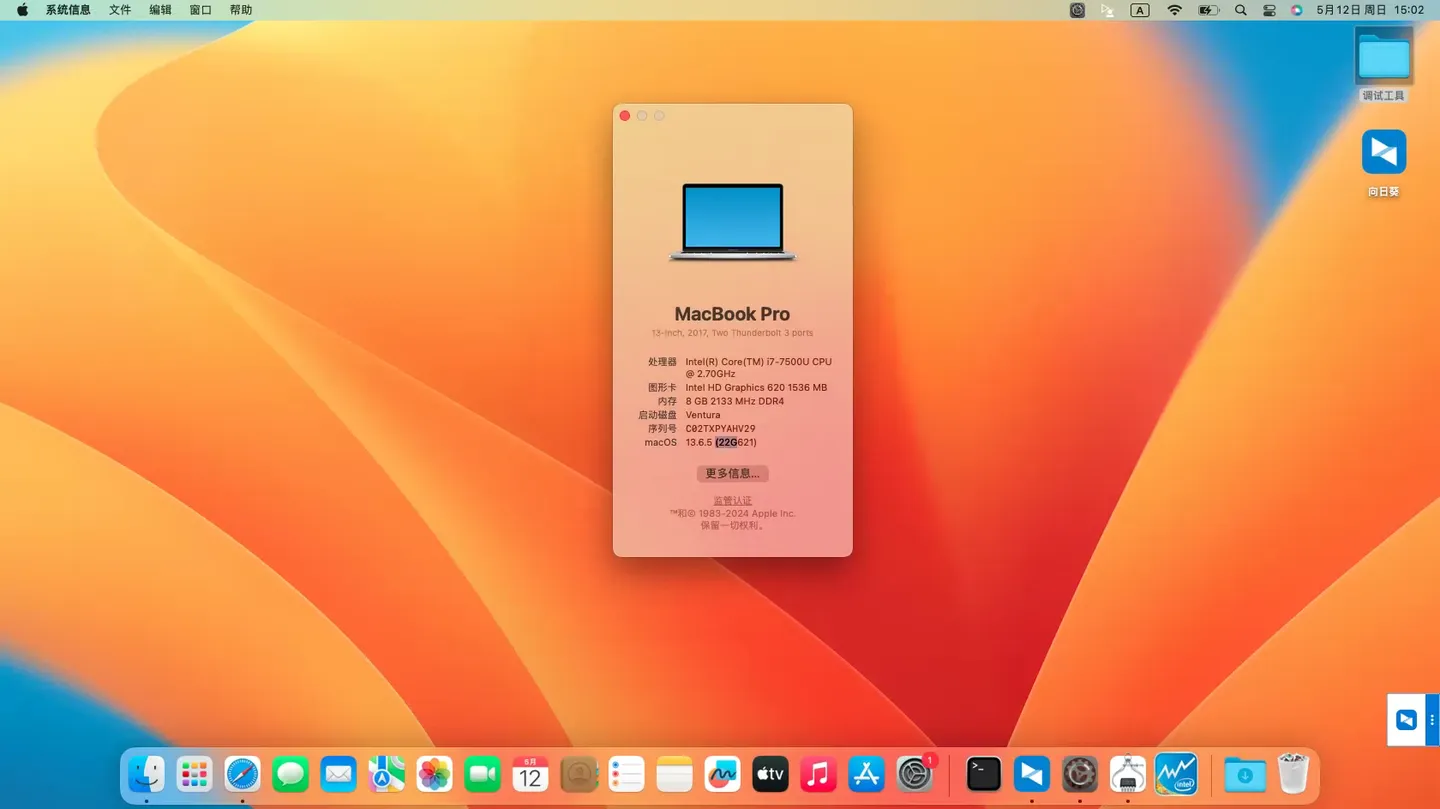 系统信息 文件 编辑 窗口 帮助
A
5月12日 周日 15:02
调试工具
向日葵
MacBook Pro
13-inch, 2017, Two Thunderbolt 3 ports
处理器 Intel(R) Core(TM) i7-7500U CPU
@ 2.70GHz
图形卡 Intel HD Graphics 620 1536 MB
内存 8 GB 2133 MHz DDR4
启动磁盘 Ventura
序列号 C02TXPYAHV29
macOS 13.6.5 (22G621)
更多信息...
监管认证
™和© 1983-2024 Apple Inc.
保留一切权利。
5月
12
tv
1
>_
intel